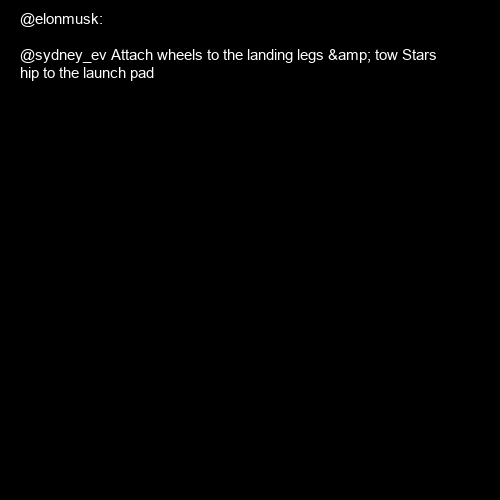 @elonmusk:
@sydney_ev Attach wheels to the landing legs &amp; tow Stars
hip to the launch pad